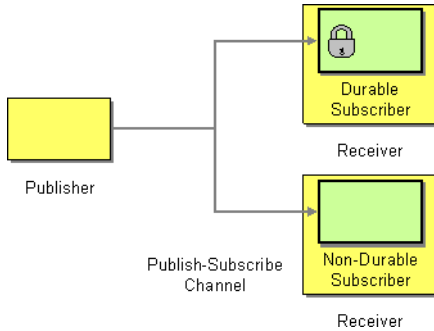 Durable
Subscriber
Receiver
Publisher
Publish-Subscribe
Channel
Non-Durable
Subscriber
Receiver